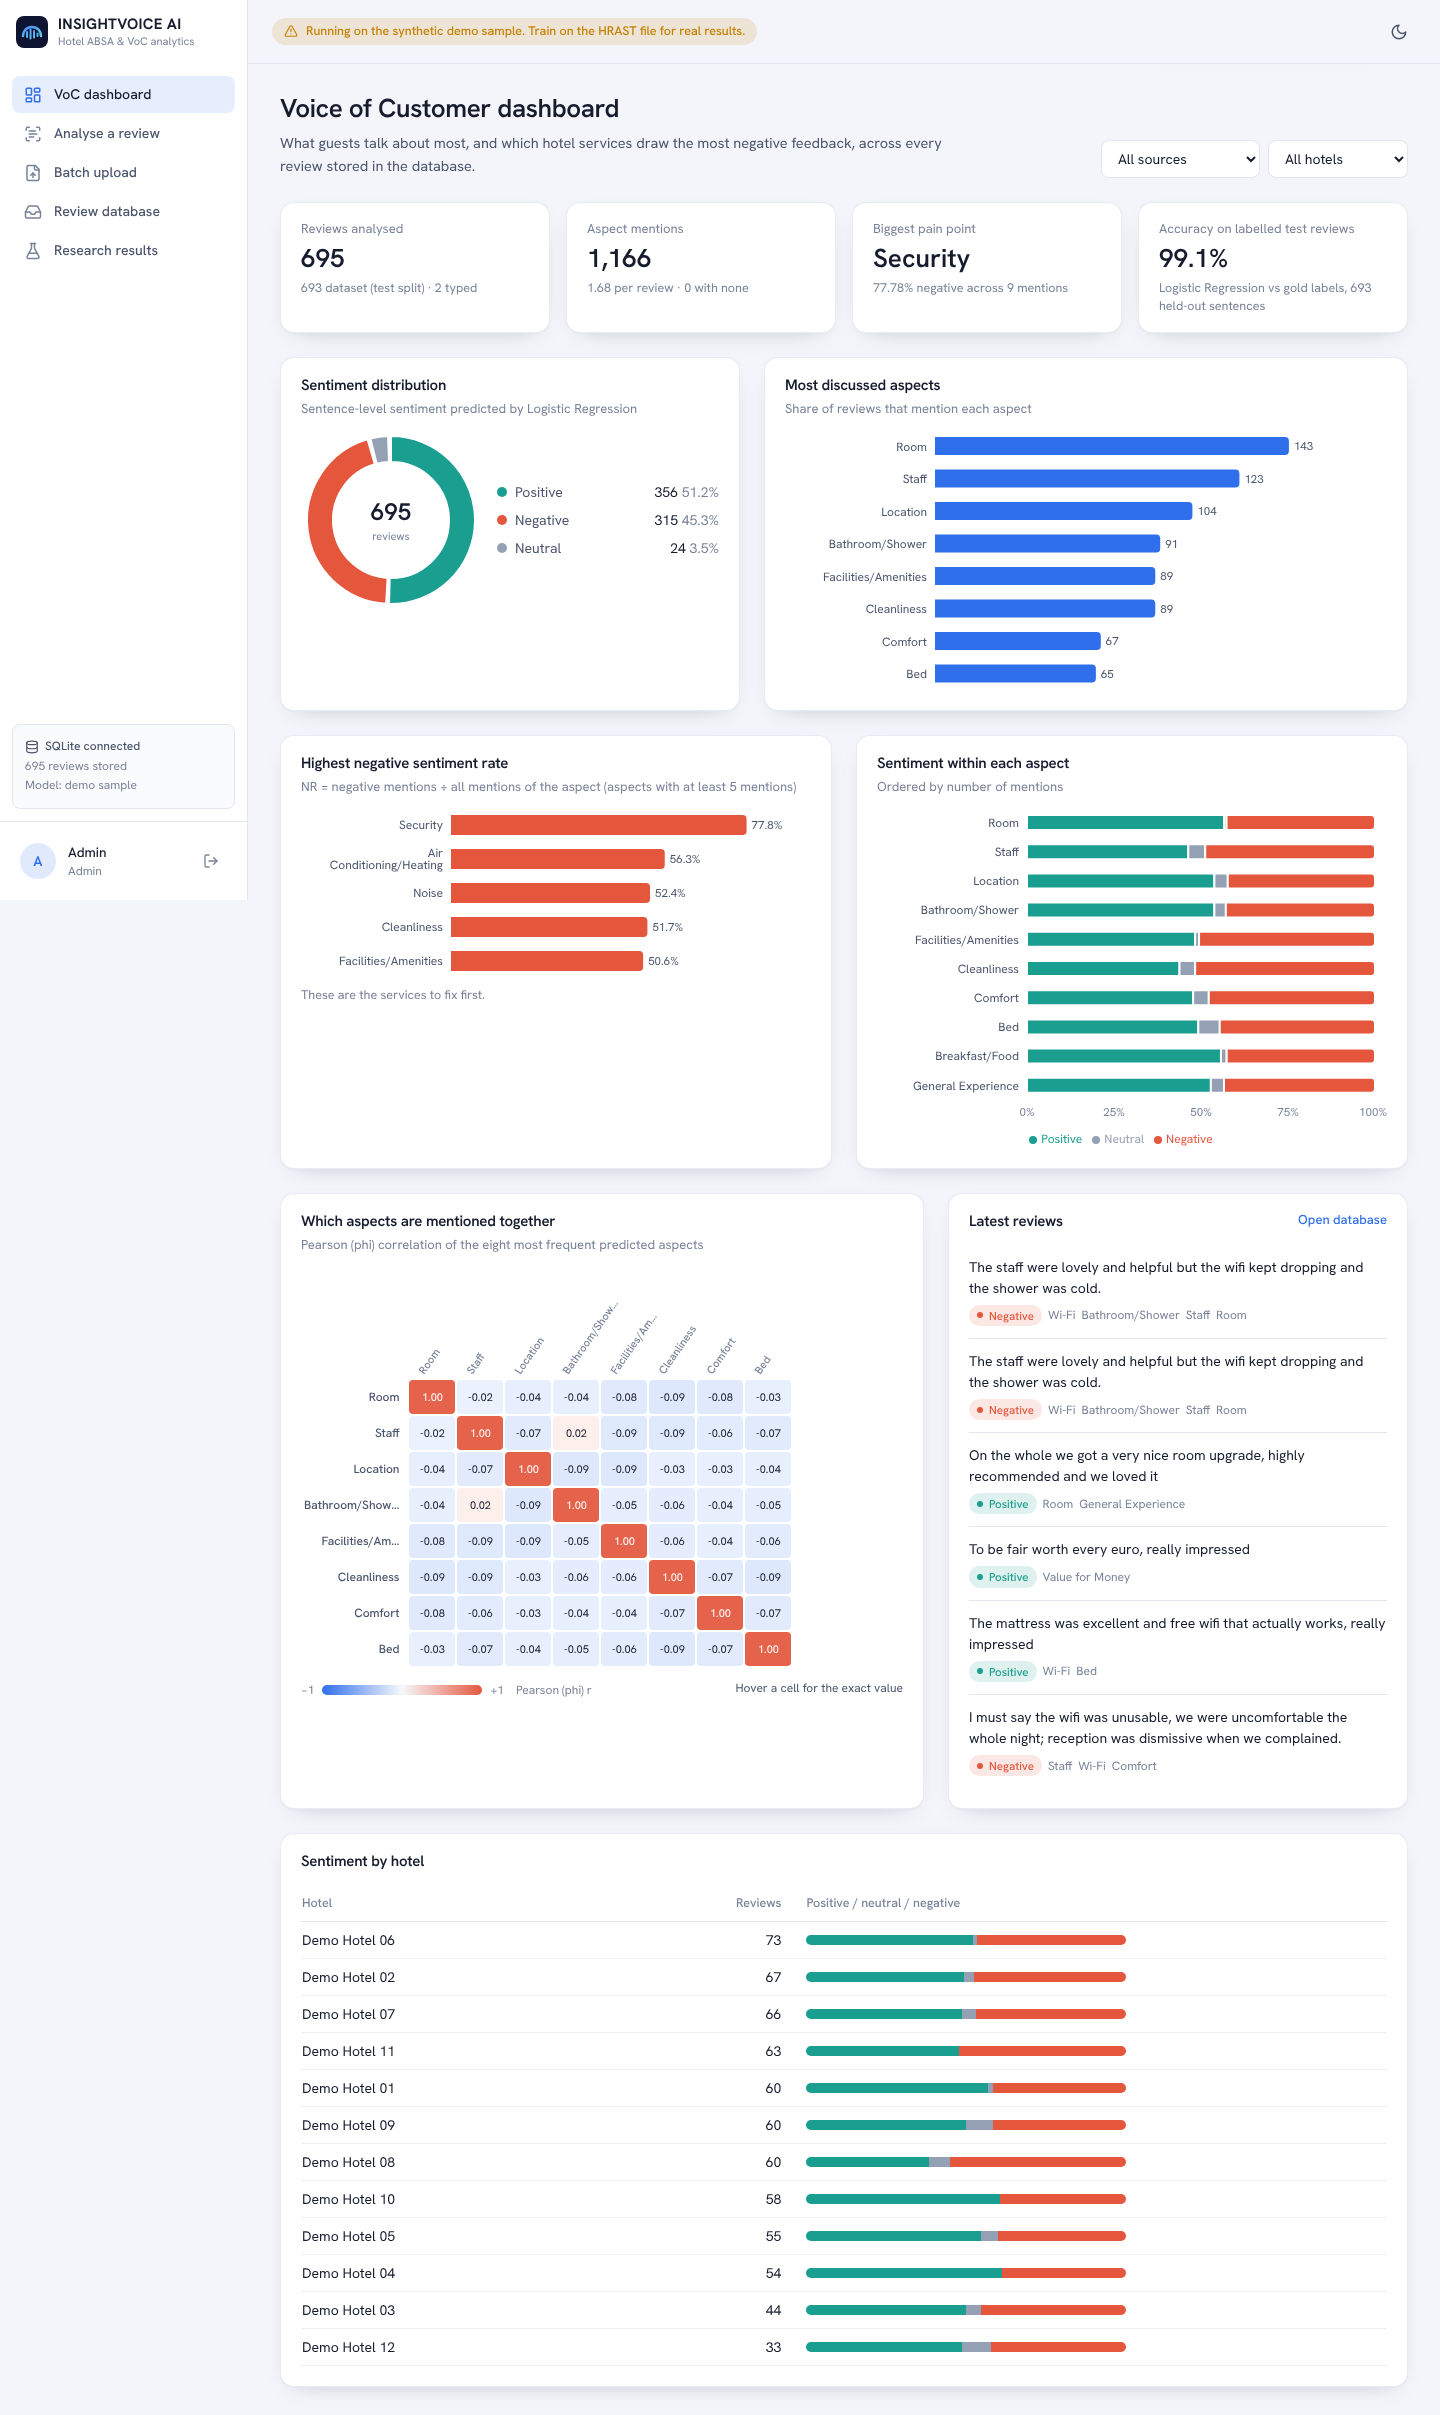 INSIGHTVOICE AI
Hotel ABSA & VoC analytics
VoC dashboard
Analyse a review
Batch upload
Review database
Research results
SQLite connected
695 reviews stored
Model: demo sample
A
Admin
Admin
Running on the synthetic demo sample. Train on the HRAST file for real results.
Voice of Customer dashboard
What guests talk about most, and which hotel services draw the most negative feedback, across every
review stored in the database.
All sources
All hotels
Reviews analysed
695
693 dataset (test split) · 2 typed
Aspect mentions
1,166
1.68 per review · 0 with none
Biggest pain point
Security
77.78% negative across 9 mentions
Accuracy on labelled test reviews
99.1%
Logistic Regression vs gold labels, 693
held-out sentences
Sentiment distribution
Sentence-level sentiment predicted by Logistic Regression
695
reviews
Positive 356 51.2%
Negative 315 45.3%
Neutral 24 3.5%
Most discussed aspects
Share of reviews that mention each aspect
Room 143
Staff 123
Location 104
Bathroom/Shower 91
Facilities/Amenities 89
Cleanliness 89
Comfort 67
Bed 65
Highest negative sentiment rate
NR = negative mentions ÷ all mentions of the aspect (aspects with at least 5 mentions)
Security 77.8%
Air
Conditioning/Heating 56.3%
Noise 52.4%
Cleanliness 51.7%
Facilities/Amenities 50.6%
These are the services to fix first.
Sentiment within each aspect
Ordered by number of mentions
Room
Staff
Location
Bathroom/Shower
Facilities/Amenities
Cleanliness
Comfort
Bed
Breakfast/Food
General Experience
0% 25% 50% 75% 100%
Positive Neutral Negative
Which aspects are mentioned together
Pearson (phi) correlation of the eight most frequent predicted aspects
Room Staff Location Bathroom/Show... Facilities/Am... Cleanliness Comfort Bed
Room 1.00 -0.02 -0.04 -0.04 -0.08 -0.09 -0.08 -0.03
Staff -0.02 1.00 -0.07 0.02 -0.09 -0.09 -0.06 -0.07
Location -0.04 -0.07 1.00 -0.09 -0.09 -0.03 -0.03 -0.04
Bathroom/Show... -0.04 0.02 -0.09 1.00 -0.05 -0.06 -0.04 -0.05
Facilities/Am... -0.08 -0.09 -0.09 -0.05 1.00 -0.06 -0.04 -0.06
Cleanliness -0.09 -0.09 -0.03 -0.06 -0.06 1.00 -0.07 -0.09
Comfort -0.08 -0.06 -0.03 -0.04 -0.04 -0.07 1.00 -0.07
Bed -0.03 -0.07 -0.04 -0.05 -0.06 -0.09 -0.07 1.00
−1 +1 Pearson (phi) r
Hover a cell for the exact value
Latest reviews
Open database
The staff were lovely and helpful but the wifi kept dropping and
the shower was cold.
Negative Wi-Fi Bathroom/Shower Staff Room
The staff were lovely and helpful but the wifi kept dropping and
the shower was cold.
Negative Wi-Fi Bathroom/Shower Staff Room
On the whole we got a very nice room upgrade, highly
recommended and we loved it
Positive Room General Experience
To be fair worth every euro, really impressed
Positive Value for Money
The mattress was excellent and free wifi that actually works, really
impressed
Positive Wi-Fi Bed
I must say the wifi was unusable, we were uncomfortable the
whole night; reception was dismissive when we complained.
Negative Staff Wi-Fi Comfort
Sentiment by hotel
Hotel Reviews Positive / neutral / negative
Demo Hotel 06 73
Demo Hotel 02 67
Demo Hotel 07 66
Demo Hotel 11 63
Demo Hotel 01 60
Demo Hotel 09 60
Demo Hotel 08 60
Demo Hotel 10 58
Demo Hotel 05 55
Demo Hotel 04 54
Demo Hotel 03 44
Demo Hotel 12 33